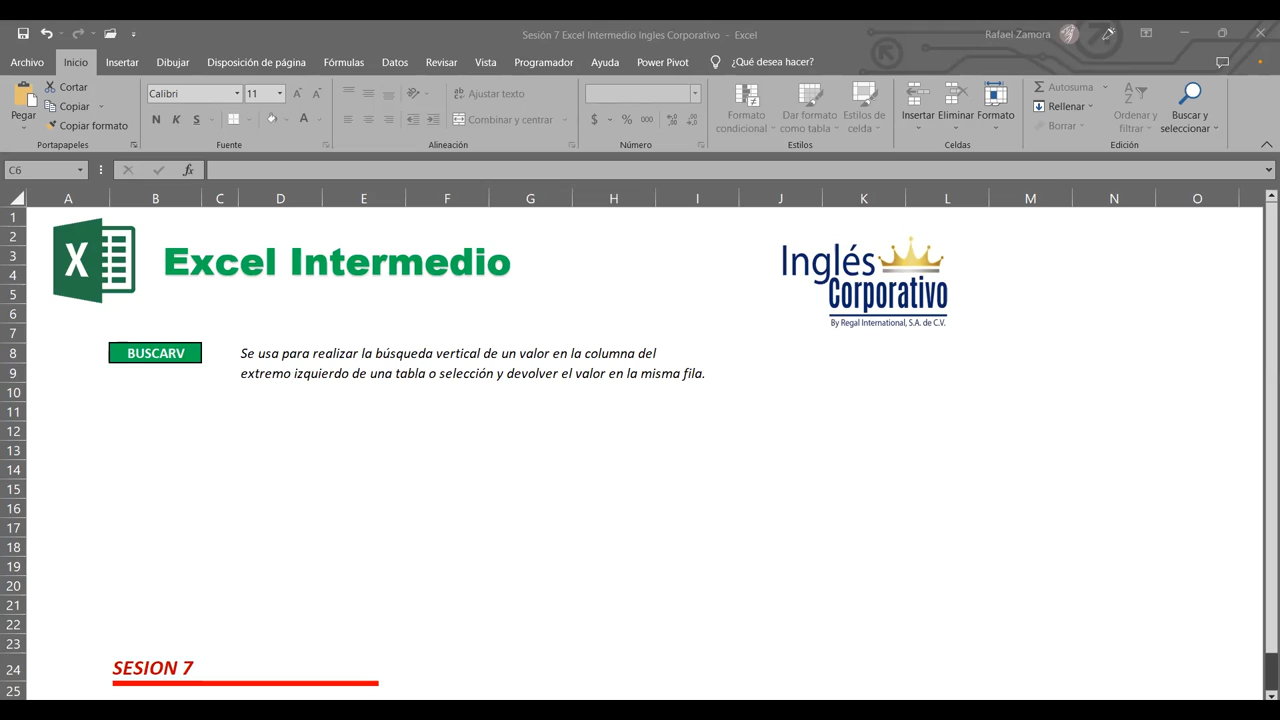 Sesión 7 Excel Intermedio Ingles Corporativo - Excel
Rafael Zamora
Archivo Inicio Insertar Dibujar Disposición de página Fórmulas Datos Revisar Vista Programador Ayuda Power Pivot ¿Qué desea hacer?
Pegar
Cortar
Copiar
Copiar formato
Portapapeles
Calibri 11
N K S
Fuente
Ajustar texto
Combinar y centrar
Alineación
$ % 000
Número
Formato condicional
Dar formato como tabla
Estilos de celda
Estilos
Insertar Eliminar Formato
Celdas
Autosuma
Rellenar
Borrar
Ordenar y filtrar
Buscar y seleccionar
Edición
C6
fx
A B C D E F G H I J K L M N O
1
2
3
4
5
6
7
8
9
10
11
12
13
14
15
16
17
18
19
20
21
22
23
24
25
Excel Intermedio
Inglés
Corporativo
By Regal International, S.A. de C.V.
BUSCARV
Se usa para realizar la búsqueda vertical de un valor en la columna del
extremo izquierdo de una tabla o selección y devolver el valor en la misma fila.
SESION 7